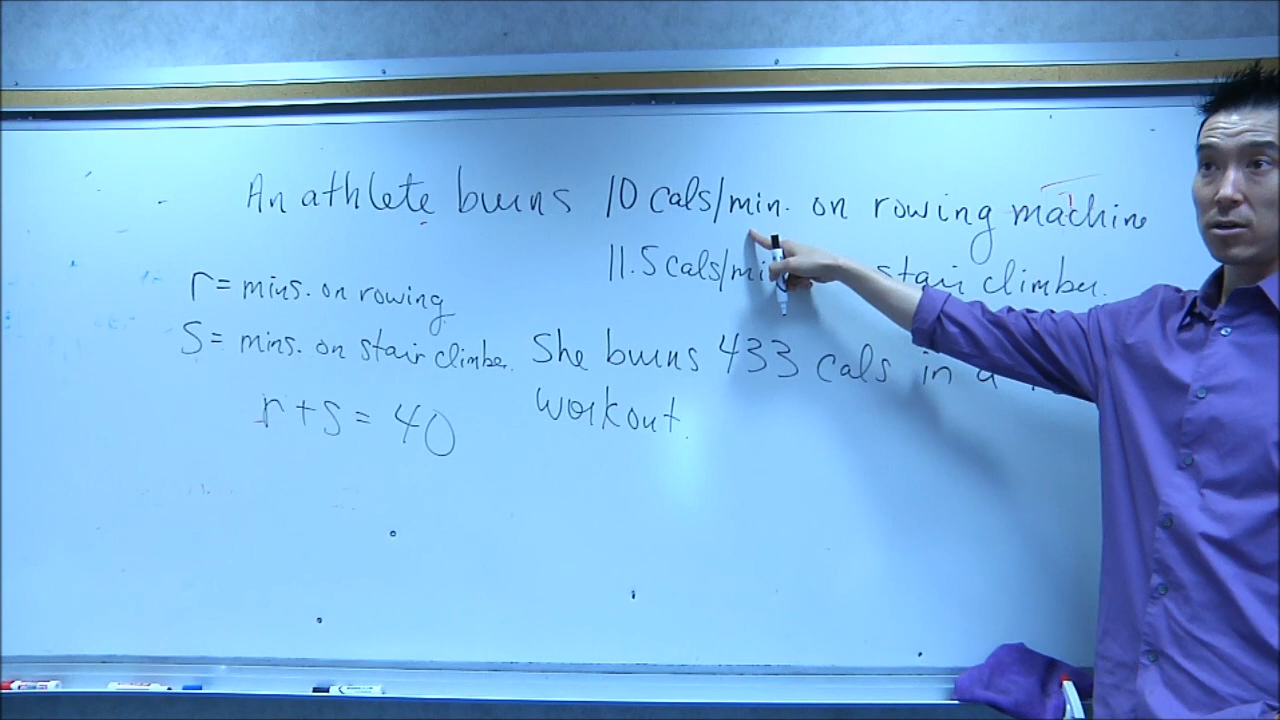 An athlete burns 10 cals/min. on rowing machine
11.5 cals/mi stair climber.
r = mins. on rowing
s = mins. on stair climber.
She burns 433 cals in a
workout.
r + s = 40